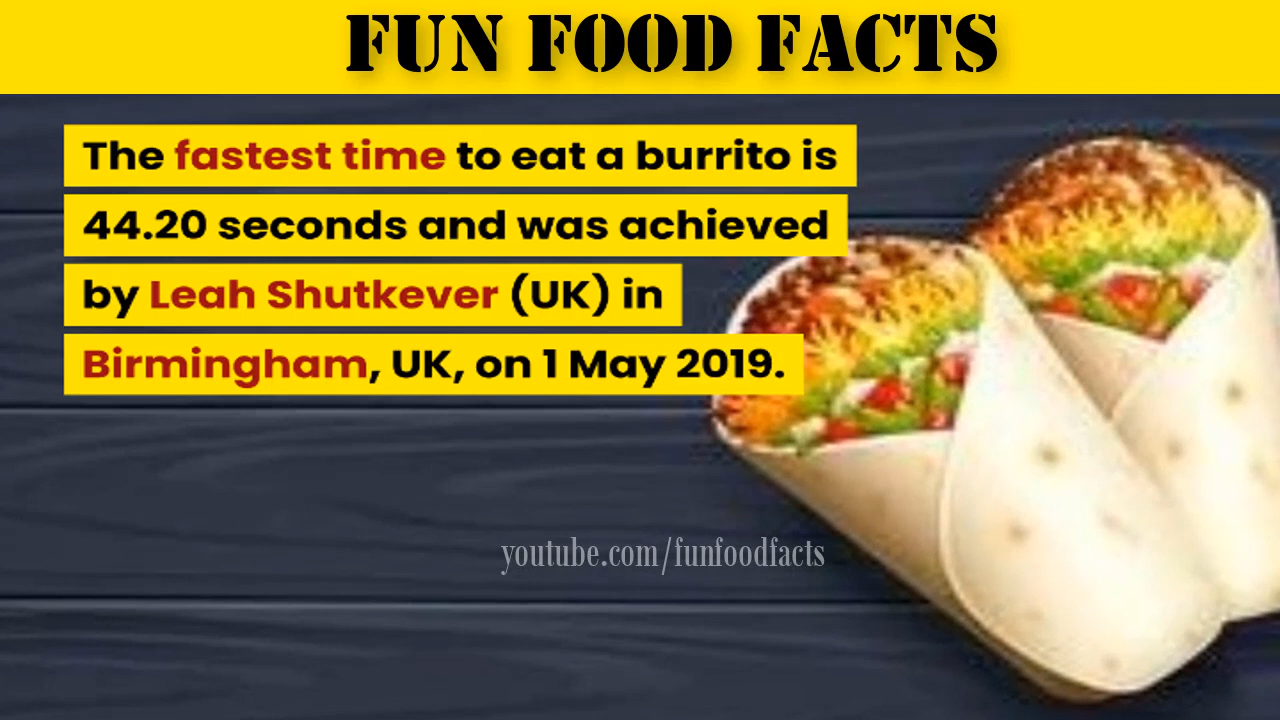 FUN FOOD FACTS
The fastest time to eat a burrito is
44.20 seconds and was achieved
by Leah Shutkever (UK) in
Birmingham, UK, on 1 May 2019.
youtube.com/funfoodfacts